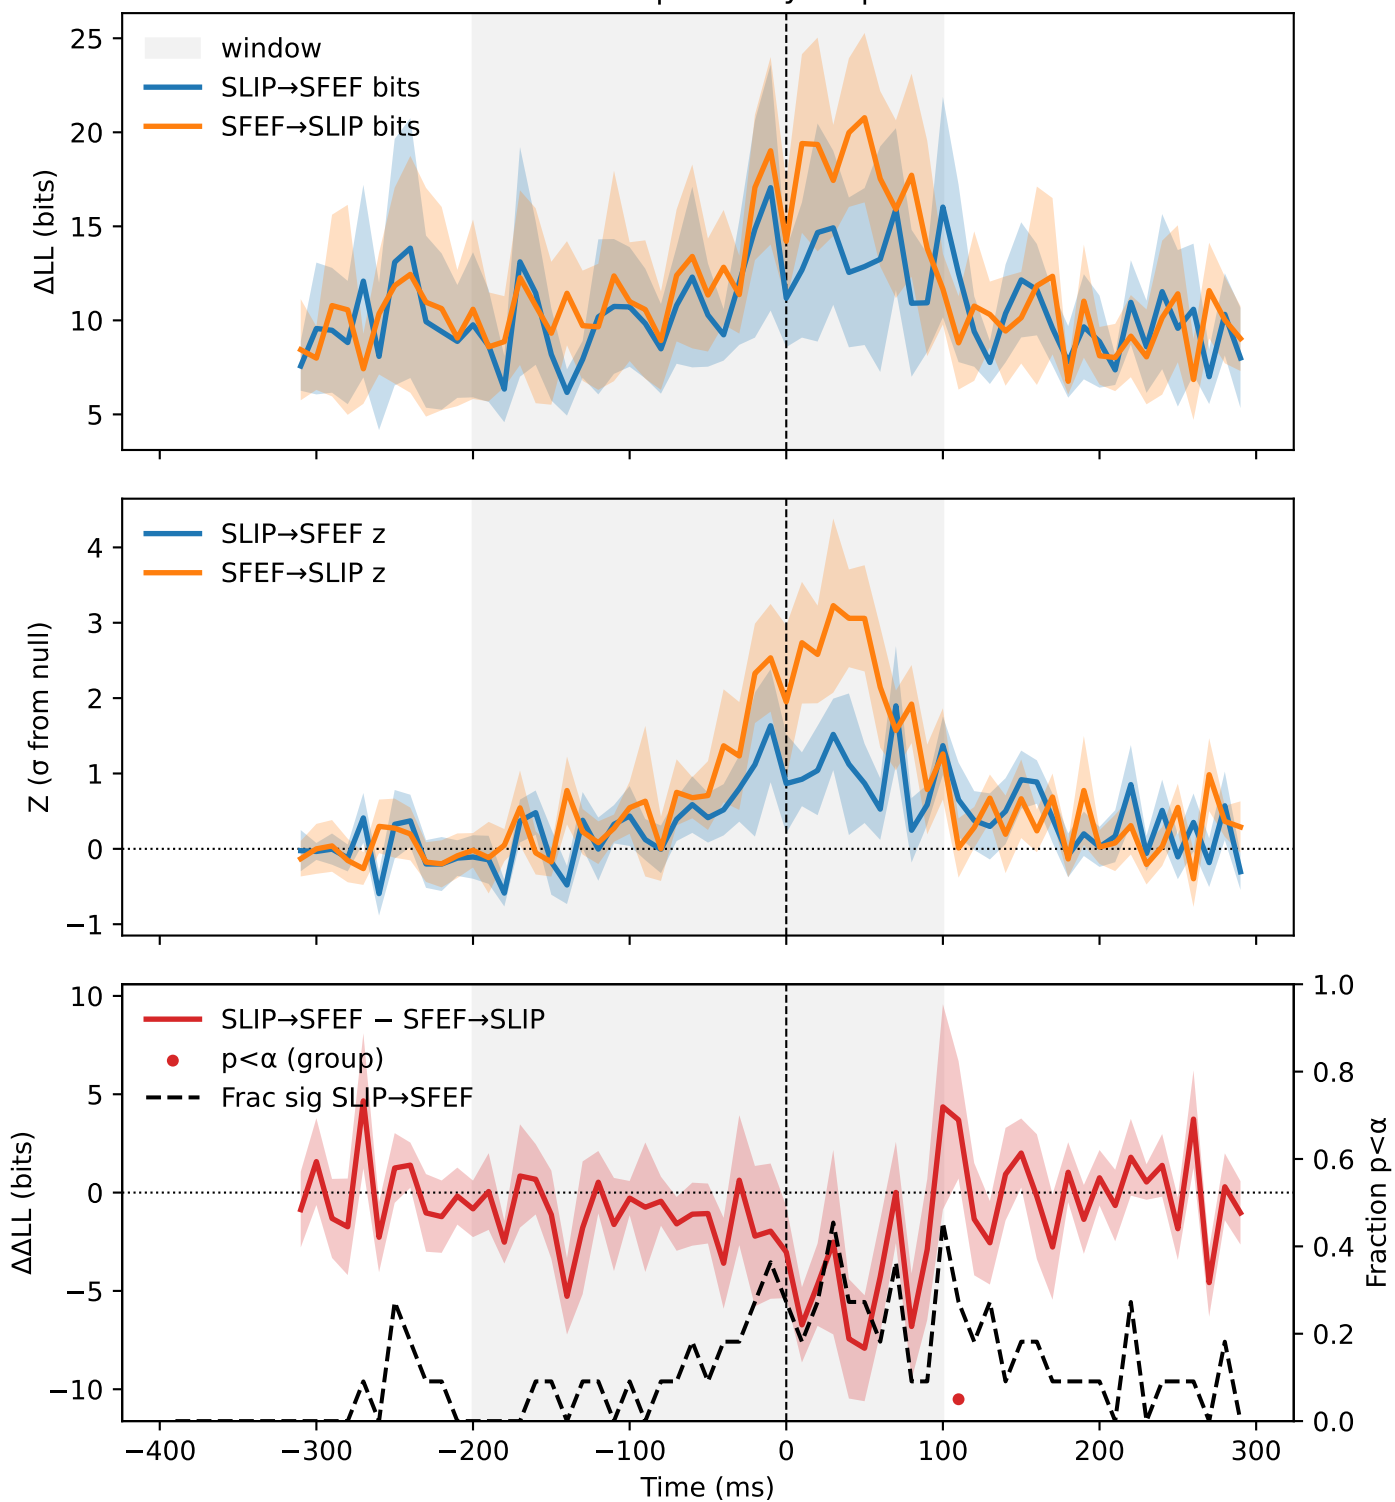 25
20
15
10
5
ΔLL (bits)
window
SLIP→SFEF bits
SFEF→SLIP bits
4
3
2
1
0
−1
Z (σ from null)
SLIP→SFEF z
SFEF→SLIP z
10
5
0
−5
−10
ΔΔLL (bits)
SLIP→SFEF − SFEF→SLIP
p<α (group)
Frac sig SLIP→SFEF
1.0
0.8
0.6
0.4
0.2
0.0
Fraction p<α
−400 −300 −200 −100 0 100 200 300
Time (ms)